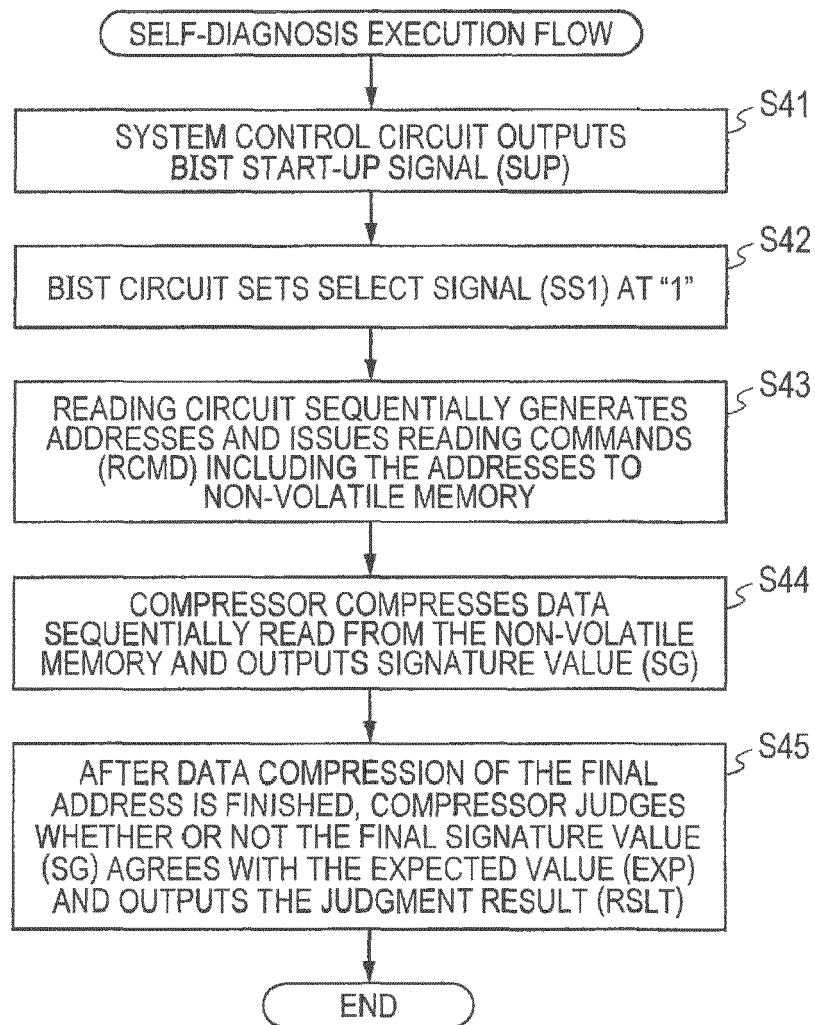 SELF-DIAGNOSIS EXECUTION FLOW
S41
SYSTEM CONTROL CIRCUIT OUTPUTS
BIST START-UP SIGNAL (SUP)
S42
BIST CIRCUIT SETS SELECT SIGNAL (SS1) AT “1”
S43
READING CIRCUIT SEQUENTIALLY GENERATES
ADDRESSES AND ISSUES READING COMMANDS
(RCMD) INCLUDING THE ADDRESSES TO
NON-VOLATILE MEMORY
S44
COMPRESSOR COMPRESSES DATA
SEQUENTIALLY READ FROM THE NON-VOLATILE
MEMORY AND OUTPUTS SIGNATURE VALUE (SG)
S45
AFTER DATA COMPRESSION OF THE FINAL
ADDRESS IS FINISHED, COMPRESSOR JUDGES
WHETHER OR NOT THE FINAL SIGNATURE VALUE
(SG) AGREES WITH THE EXPECTED VALUE (EXP)
AND OUTPUTS THE JUDGMENT RESULT (RSLT)
END